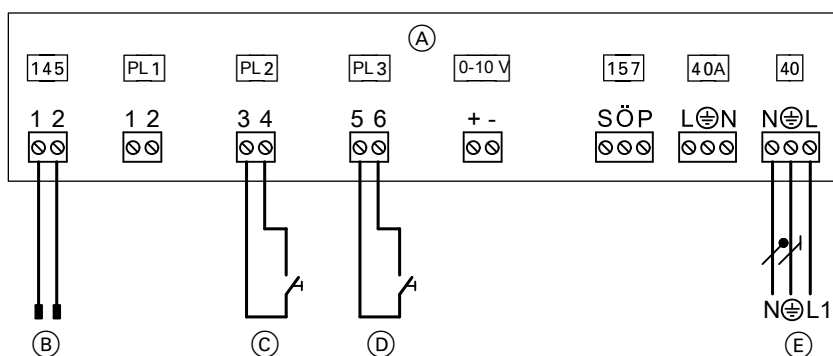 A
145 PL1 PL2 PL3 0-10 V 157 40A 40
1 2 1 2 3 4 5 6 + - S Ö P L ⏚ N N ⏚ L
N ⏚ L1
B C D E